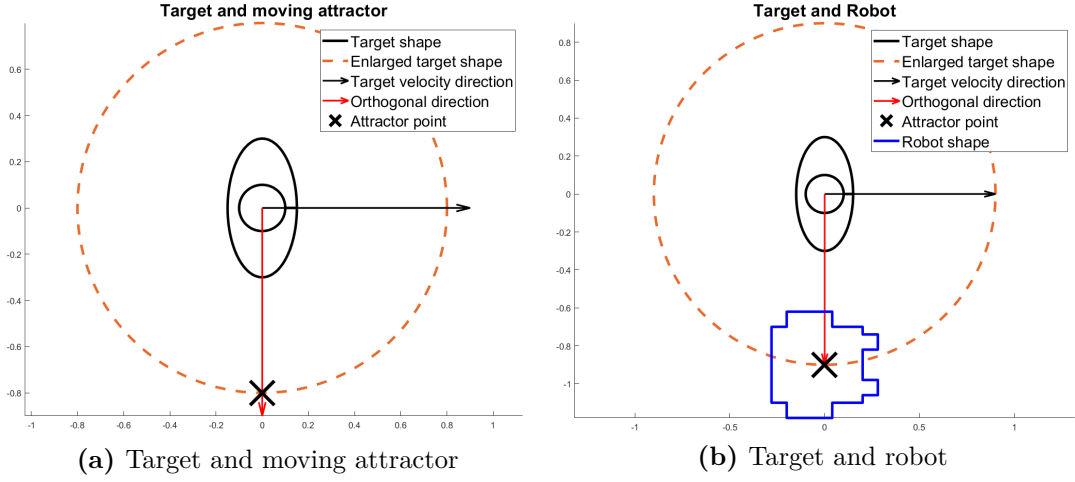 Target and moving attractor
Target shape
Enlarged target shape
Target velocity direction
Orthogonal direction
Attractor point
0.6
0.4
0.2
0
-0.2
-0.4
-0.6
-0.8
-1 -0.8 -0.6 -0.4 -0.2 0 0.2 0.4 0.6 0.8 1
(a) Target and moving attractor
Target and Robot
Target shape
Enlarged target shape
Target velocity direction
Orthogonal direction
Attractor point
Robot shape
0.8
0.6
0.4
0.2
0
-0.2
-0.4
-0.6
-0.8
-1
-1 -0.5 0 0.5 1
(b) Target and robot